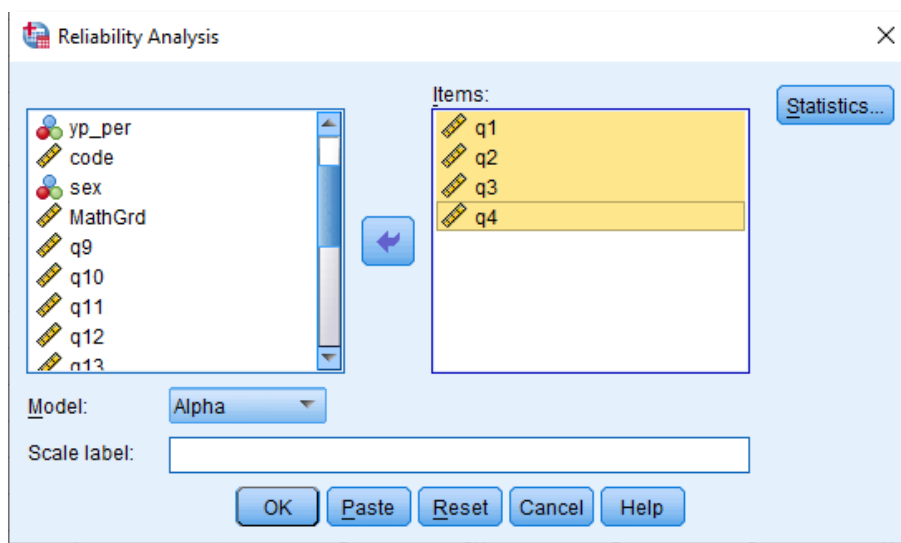 Reliability Analysis
Items:
Statistics...
yp_per
code
sex
MathGrd
q9
q10
q11
q12
q13
q1
q2
q3
q4
Model:
Alpha
Scale label:
OK
Paste
Reset
Cancel
Help